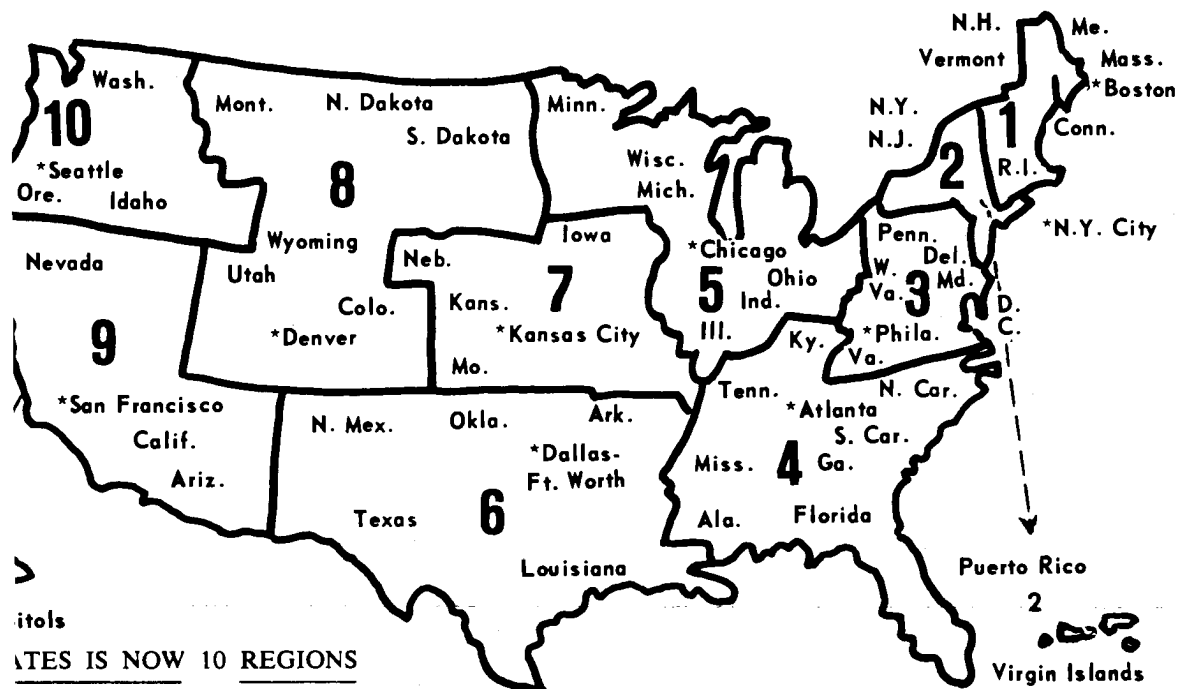 N.H.
Me.
Vermont
Mass.
*Boston
Wash.
Mont.
N. Dakota
Minn.
N.Y.
10
S. Dakota
N.J.
1
Conn.
*Seattle
8
Wisc.
2
R.I.
Ore.
Idaho
Mich.
*N.Y. City
Wyoming
Iowa
*Chicago
Penn.
Nevada
Utah
Neb.
Ohio
Del.
W.
Va.
Md.
Colo.
Kans.
7
5
Ind.
3
D.
C.
9
*Denver
*Kansas City
Ill.
Ky.
*Phila.
Mo.
Va.
Tenn.
N. Car.
*San Francisco
N. Mex.
Okla.
Ark.
*Atlanta
Calif.
*Dallas-
Ft. Worth
S. Car.
Ariz.
Miss.
4
Ga.
6
Texas
Ala.
Florida
Louisiana
Puerto Rico
2
itols
ATES IS NOW 10 REGIONS
Virgin Islands